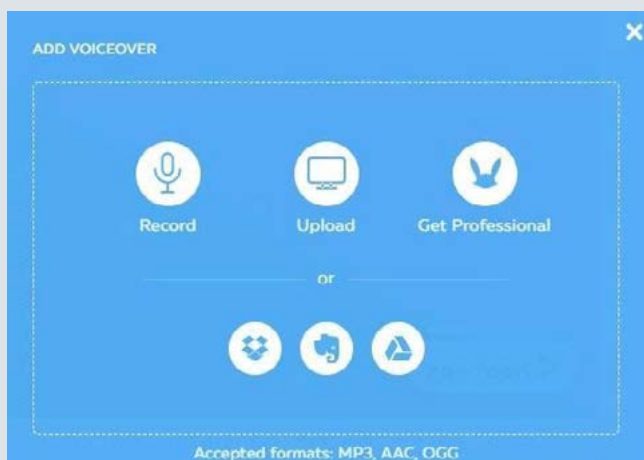 ADD VOICEOVER
Record Upload Get Professional
or
Accepted formats: MP3, AAC, OGG